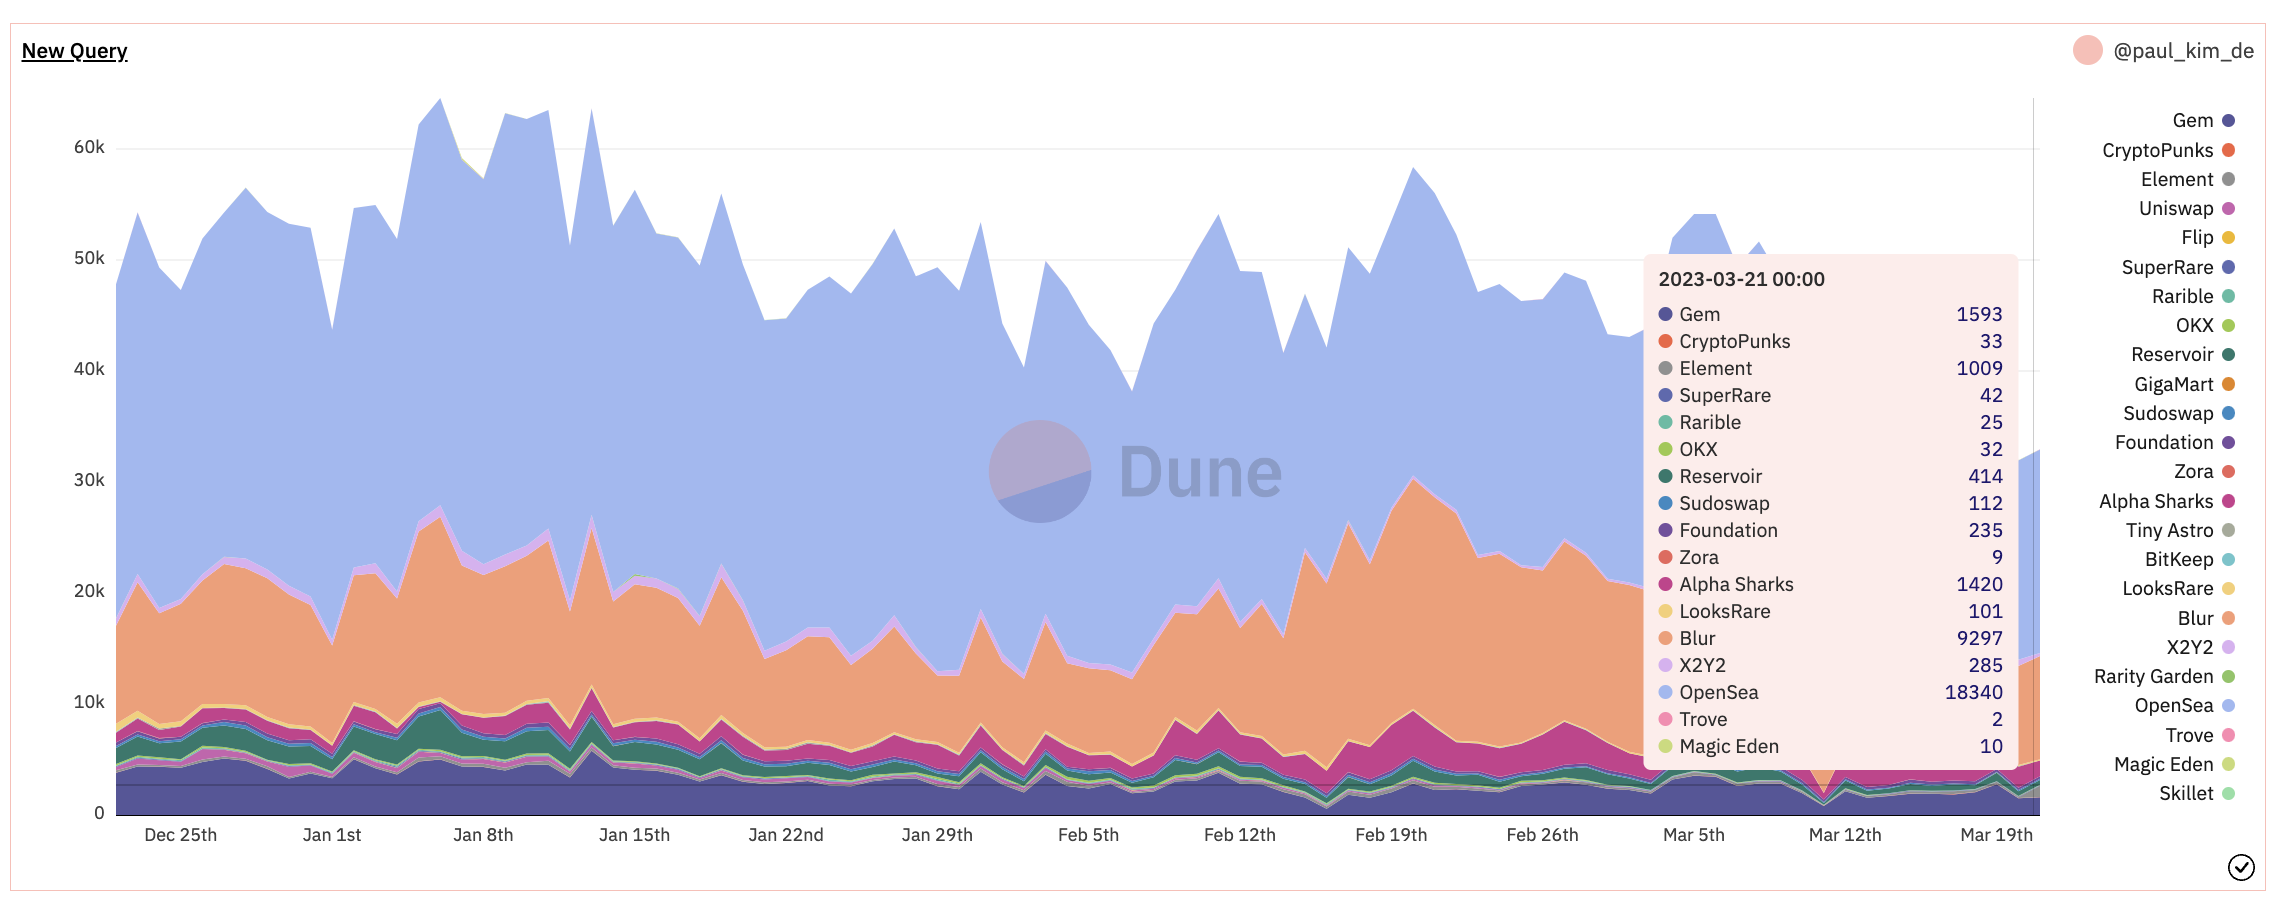 New Query
@paul_kim_de
60k
50k
40k
30k
20k
10k
0
Dec 25th Jan 1st Jan 8th Jan 15th Jan 22nd Jan 29th Feb 5th Feb 12th Feb 19th Feb 26th Mar 5th Mar 12th Mar 19th
Dune
2023-03-21 00:00
Gem 1593
CryptoPunks 33
Element 1009
SuperRare 42
Rarible 25
OKX 32
Reservoir 414
Sudoswap 112
Foundation 235
Zora 9
Alpha Sharks 1420
LooksRare 101
Blur 9297
X2Y2 285
OpenSea 18340
Trove 2
Magic Eden 10
Gem
CryptoPunks
Element
Uniswap
Flip
SuperRare
Rarible
OKX
Reservoir
GigaMart
Sudoswap
Foundation
Zora
Alpha Sharks
Tiny Astro
BitKeep
LooksRare
Blur
X2Y2
Rarity Garden
OpenSea
Trove
Magic Eden
Skillet